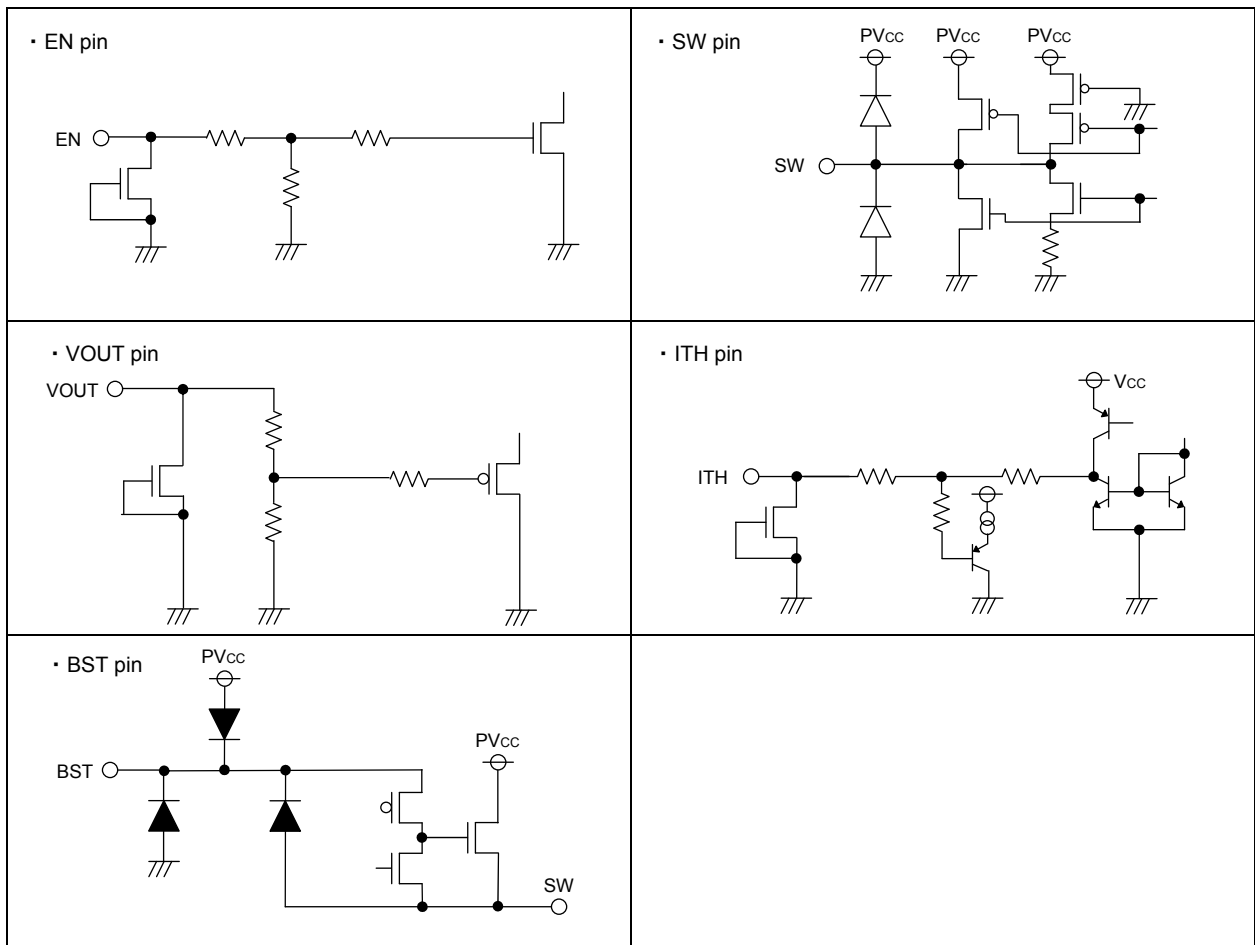 ・EN pin
EN
・SW pin
PVCC PVCC PVCC
SW
・VOUT pin
VOUT
・ITH pin
VCC
ITH
・BST pin
PVCC
PVCC
BST
SW